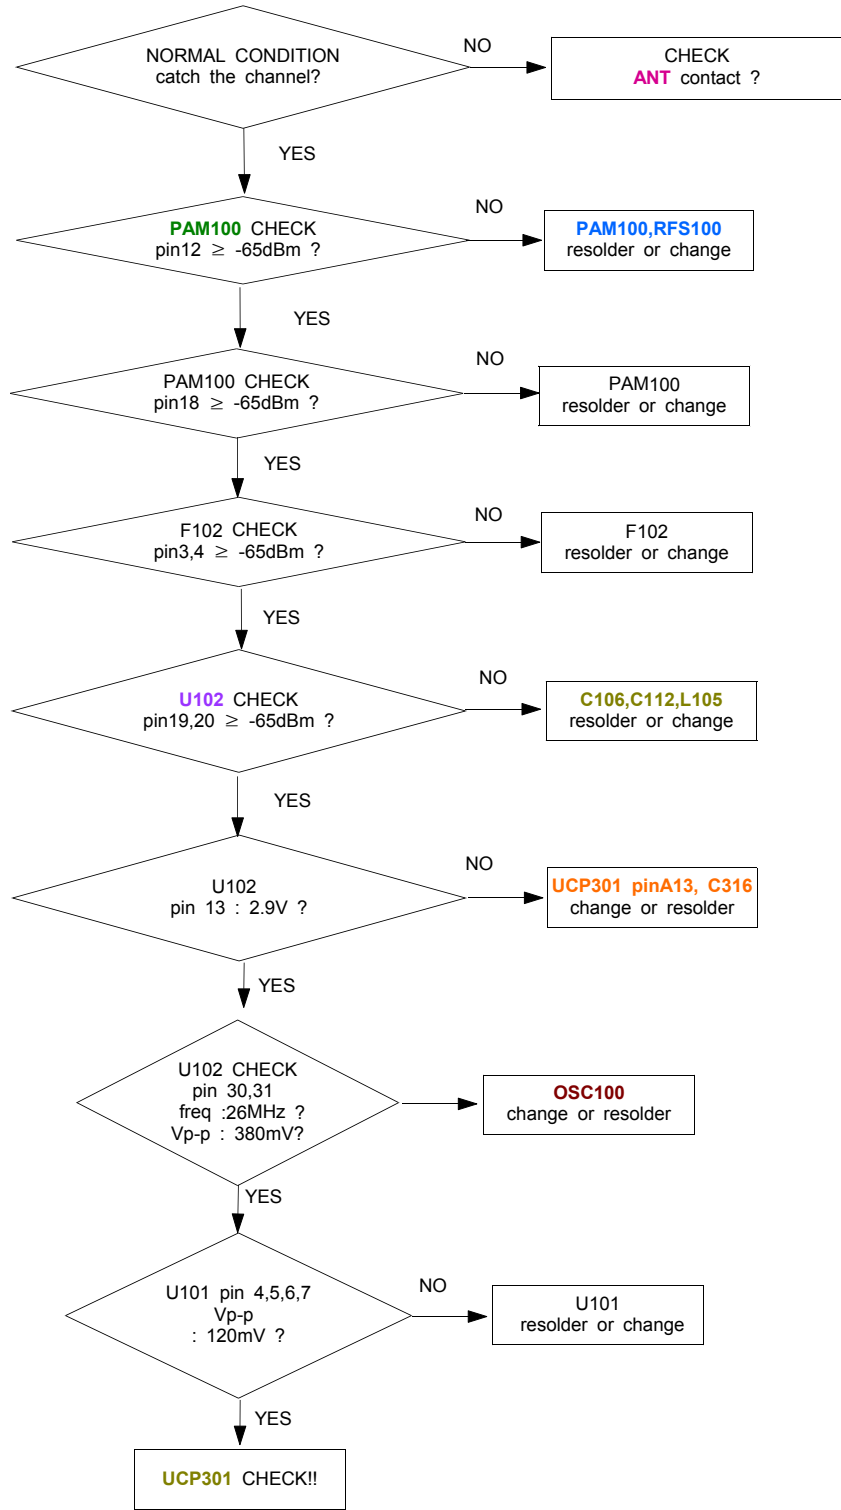 NORMAL CONDITION
catch the channel?
NO
CHECK
ANT contact ?
YES
PAM100 CHECK
pin12 ≥ -65dBm ?
NO
PAM100,RFS100
resolder or change
YES
PAM100 CHECK
pin18 ≥ -65dBm ?
NO
PAM100
resolder or change
YES
F102 CHECK
pin3,4 ≥ -65dBm ?
NO
F102
resolder or change
YES
U102 CHECK
pin19,20 ≥ -65dBm ?
NO
C106,C112,L105
resolder or change
YES
U102
pin 13 : 2.9V ?
NO
UCP301 pinA13, C316
change or resolder
YES
U102 CHECK
pin 30,31
freq :26MHz ?
Vp-p : 380mV?
OSC100
change or resolder
YES
U101 pin 4,5,6,7
Vp-p
: 120mV ?
NO
U101
resolder or change
YES
UCP301 CHECK!!